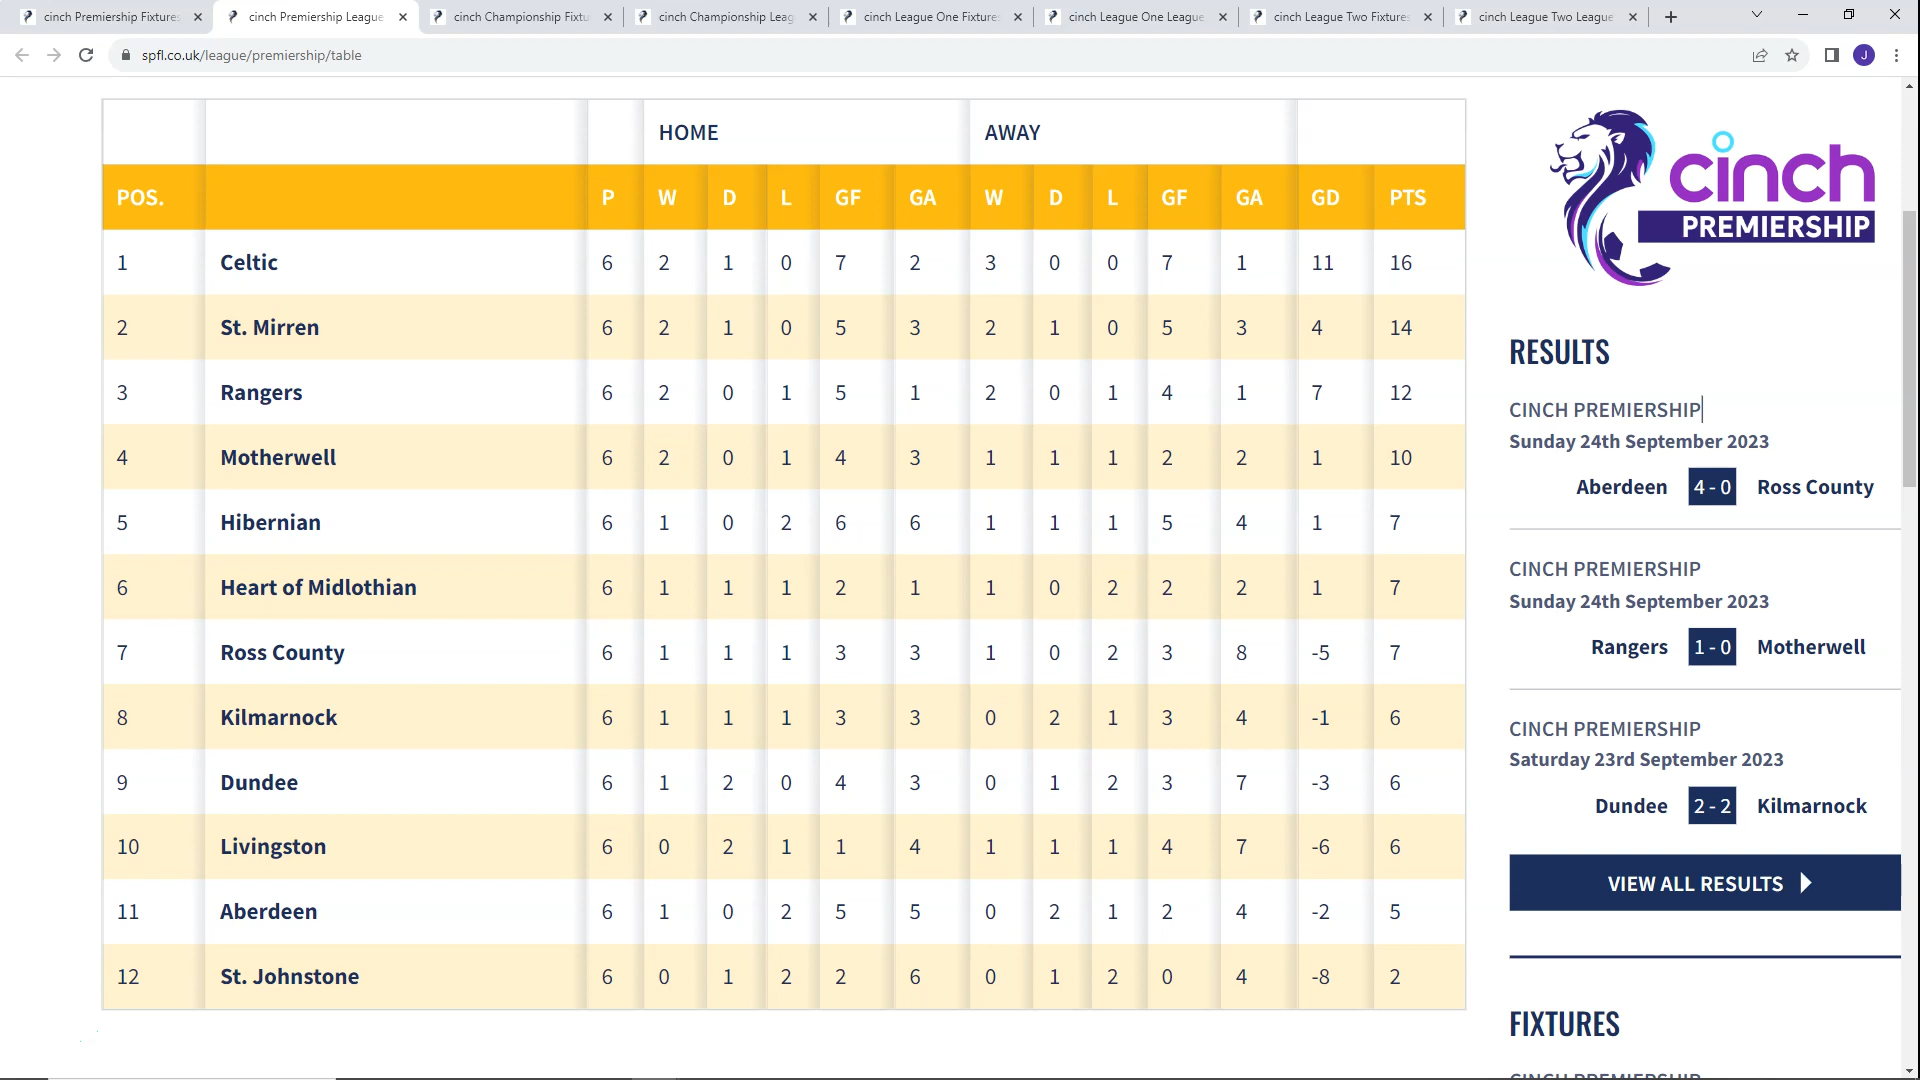 cinch Premiership Fixtures
cinch Premiership League
cinch Championship Fixtu
cinch Championship Leag
cinch League One Fixtures
cinch League One League
cinch League Two Fixtures
cinch League Two League
spfl.co.uk/league/premiership/table
J
HOME AWAY
POS. P W D L GF GA W D L GF GA GD PTS
1 Celtic 6 2 1 0 7 2 3 0 0 7 1 11 16
2 St. Mirren 6 2 1 0 5 3 2 1 0 5 3 4 14
3 Rangers 6 2 0 1 5 1 2 0 1 4 1 7 12
4 Motherwell 6 2 0 1 4 3 1 1 1 2 2 1 10
5 Hibernian 6 1 0 2 6 6 1 1 1 5 4 1 7
6 Heart of Midlothian 6 1 1 1 2 1 1 0 2 2 2 1 7
7 Ross County 6 1 1 1 3 3 1 0 2 3 8 -5 7
8 Kilmarnock 6 1 1 1 3 3 0 2 1 3 4 -1 6
9 Dundee 6 1 2 0 4 3 0 1 2 3 7 -3 6
10 Livingston 6 0 2 1 1 4 1 1 1 4 7 -6 6
11 Aberdeen 6 1 0 2 5 5 0 2 1 2 4 -2 5
12 St. Johnstone 6 0 1 2 2 6 0 1 2 0 4 -8 2
cinch
PREMIERSHIP
RESULTS
CINCH PREMIERSHIP
Sunday 24th September 2023
Aberdeen 4 - 0 Ross County
CINCH PREMIERSHIP
Sunday 24th September 2023
Rangers 1 - 0 Motherwell
CINCH PREMIERSHIP
Saturday 23rd September 2023
Dundee 2 - 2 Kilmarnock
VIEW ALL RESULTS
FIXTURES
CINCH PREMIERSHIP